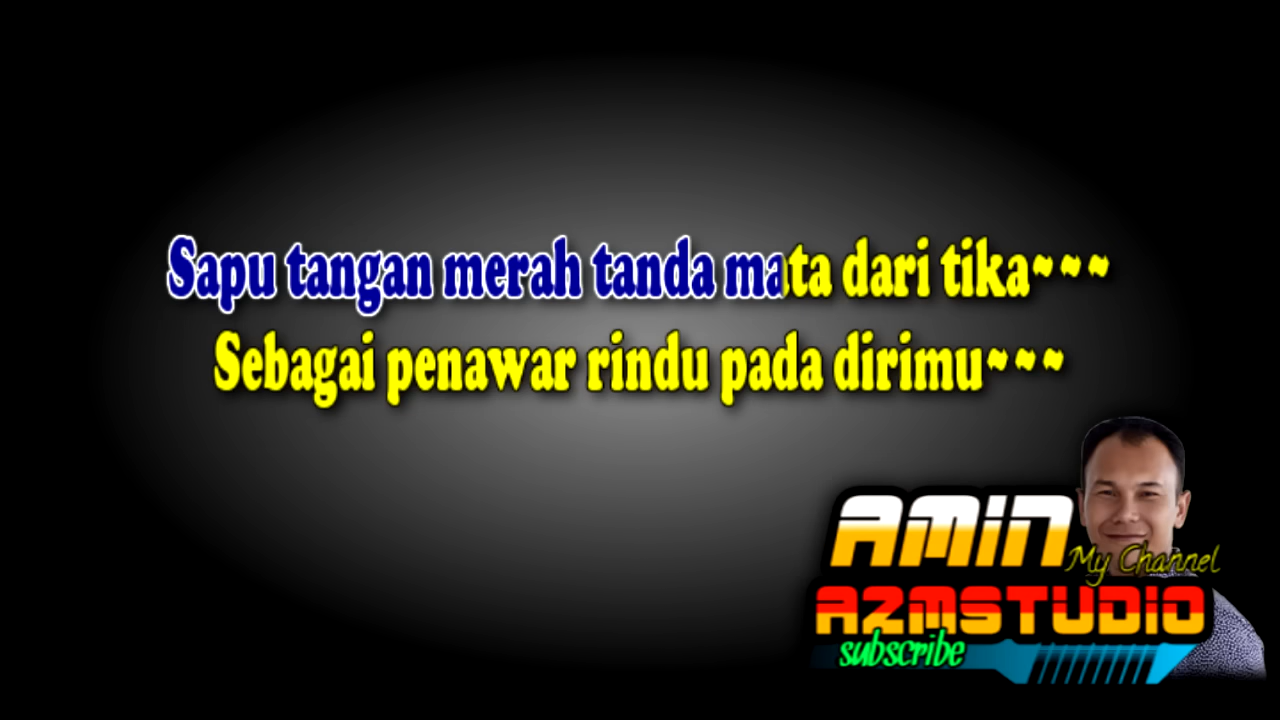 Sapu tangan merah tanda mata dari tika~~~
Sebagai penawar rindu pada dirimu~~~
AMiN
My Channel
AZMSTUDiO
subscribe